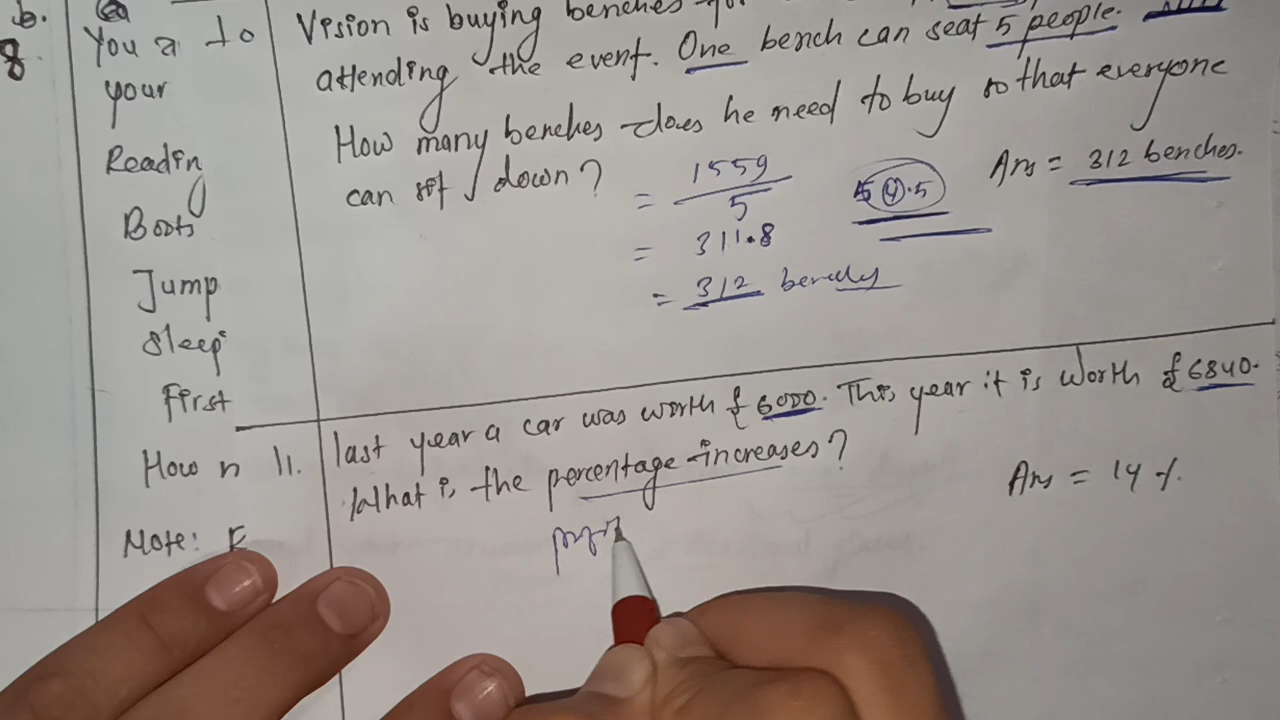 b.
8.
You a
your
Readin
Boots
Jump
Sleep
First
How n
Note:
to Vision is buying benches
attending the event. One bench can seat 5 people.
How many benches does he need to buy so that everyone
can sit down?
= 1559
5
= 311.8
= 312
Ans = 312 benches.
11. last year a car was worth £6000. This year it is worth £6840.
What is the percentage increases?
Ans = 14 %.